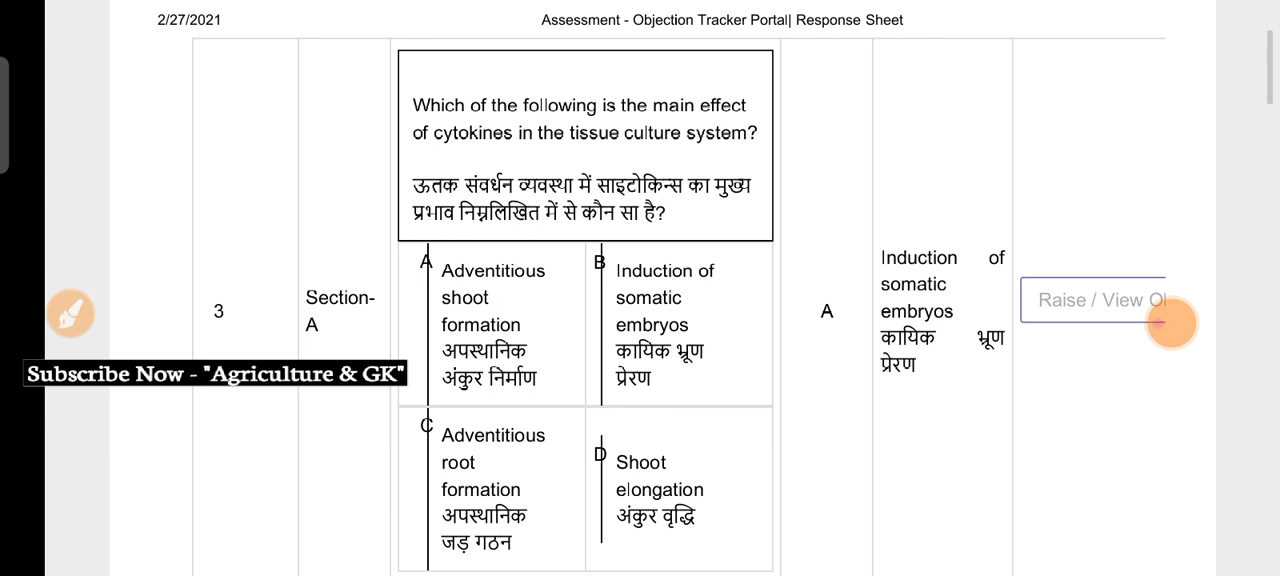 2/27/2021
Assessment - Objection Tracker Portal| Response Sheet
Which of the following is the main effect
of cytokines in the tissue culture system?
ऊतक संवर्धन व्यवस्था में साइटोकिन्स का मुख्य
प्रभाव निम्नलिखित में से कौन सा है?
3
Section-
A
A
Adventitious
shoot
formation
अपस्थानिक
अंकुर निर्माण
B
Induction of
somatic
embryos
कायिक भ्रूण
प्रेरण
C
Adventitious
root
formation
अपस्थानिक
जड़ गठन
D
Shoot
elongation
अंकुर वृद्धि
A
Induction of
somatic
embryos
कायिक भ्रूण
प्रेरण
Raise / View
Subscribe Now - "Agriculture & GK"